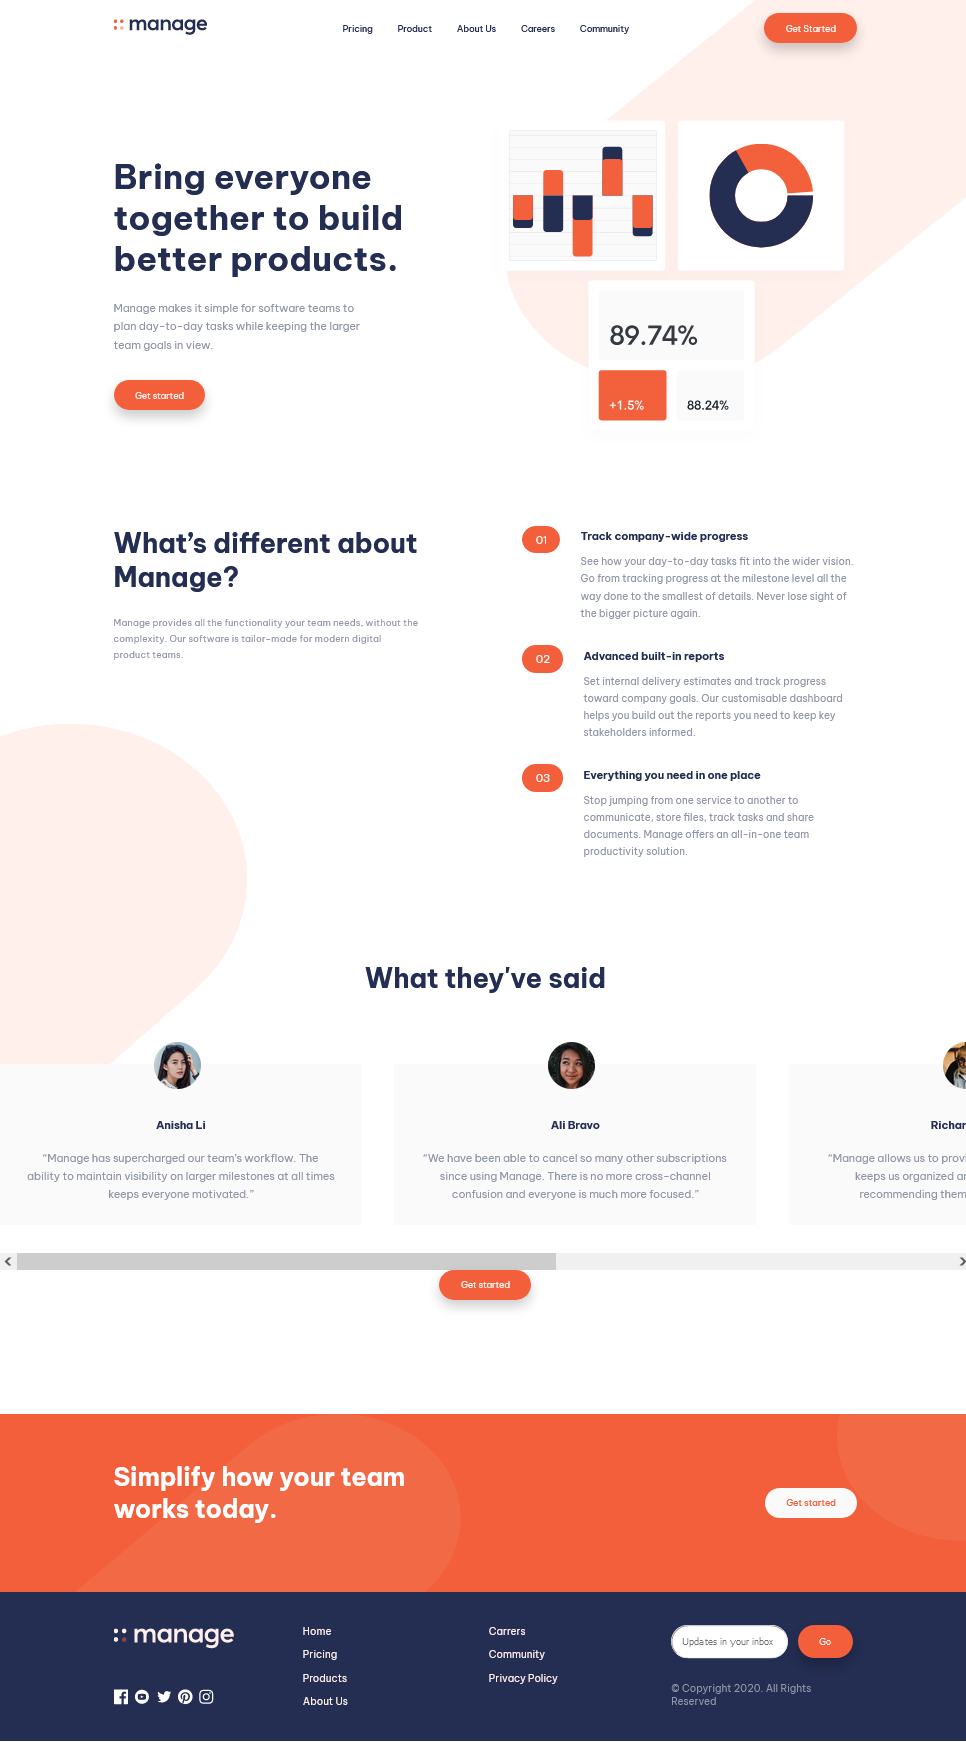 manage
Pricing
Product
About Us
Careers
Community
Get Started
Bring everyone
together to build
better products.
Manage makes it simple for software teams to
plan day-to-day tasks while keeping the larger
team goals in view.
Get started
89.74%
+1.5%
88.24%
What’s different about
Manage?
Manage provides all the functionality your team needs, without the
complexity. Our software is tailor-made for modern digital
product teams.
01
Track company-wide progress
See how your day-to-day tasks fit into the wider vision.
Go from tracking progress at the milestone level all the
way done to the smallest of details. Never lose sight of
the bigger picture again.
02
Advanced built-in reports
Set internal delivery estimates and track progress
toward company goals. Our customisable dashboard
helps you build out the reports you need to keep key
stakeholders informed.
03
Everything you need in one place
Stop jumping from one service to another to
communicate, store files, track tasks and share
documents. Manage offers an all-in-one team
productivity solution.
What they've said
Anisha Li
“Manage has supercharged our team’s workflow. The
ability to maintain visibility on larger milestones at all times
keeps everyone motivated.”
Ali Bravo
“We have been able to cancel so many other subscriptions
since using Manage. There is no more cross-channel
confusion and everyone is much more focused.”
Richar
“Manage allows us to provi
keeps us organized ar
recommending them
Get started
Simplify how your team
works today.
Get started
manage
Home
Pricing
Products
About Us
Carrers
Community
Privacy Policy
Updates in your inbox
Go
© Copyright 2020. All Rights
Reserved